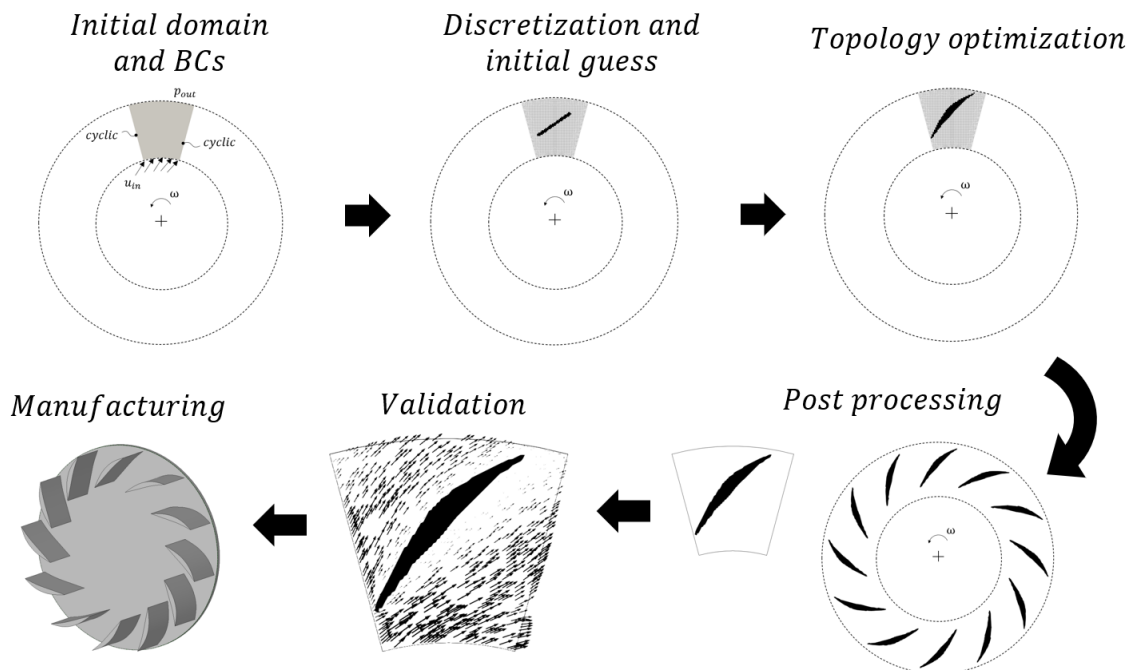 Initial domain
and BCs
Discretization and
initial guess
Topology optimization
p_out
cyclic
cyclic
u_in
ω
ω
ω
Manufacturing
Validation
Post processing
ω